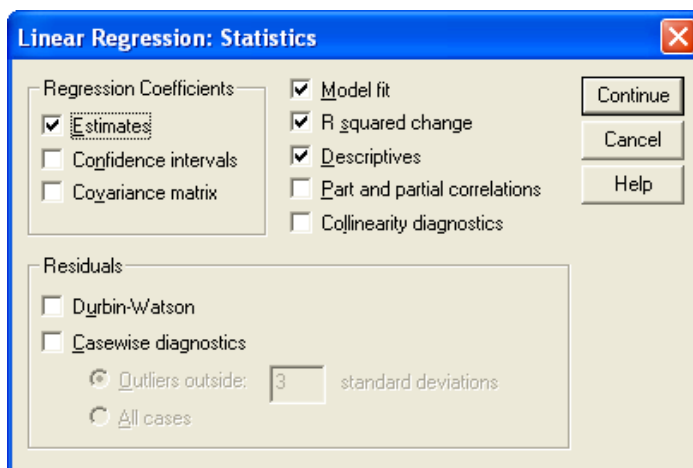 Linear Regression: Statistics
Regression Coefficients
Estimates
Confidence intervals
Covariance matrix
Model fit
R squared change
Descriptives
Part and partial correlations
Collinearity diagnostics
Continue
Cancel
Help
Residuals
Durbin-Watson
Casewise diagnostics
Outliers outside: 3 standard deviations
All cases